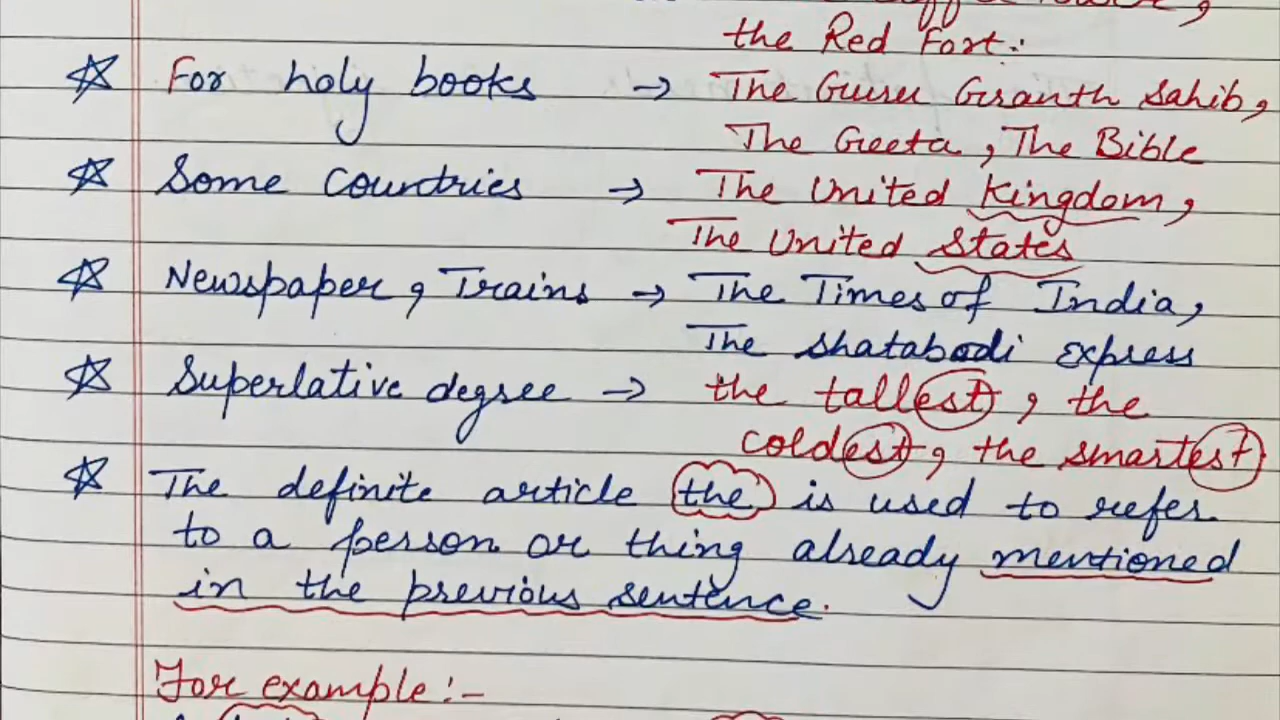 the Red Fort.
☆ For holy books → The Guru Granth Sahib,
The Geeta, The Bible
☆ Some Countries → The United Kingdom,
The United States
☆ Newspaper, Trains → The Times of India,
The Shatabadi express
☆ Superlative degree → the tallest, the
coldest, the smartest
☆ The definite article (the) is used to refer
to a person or thing already mentioned
in the previous sentence.
For example:-